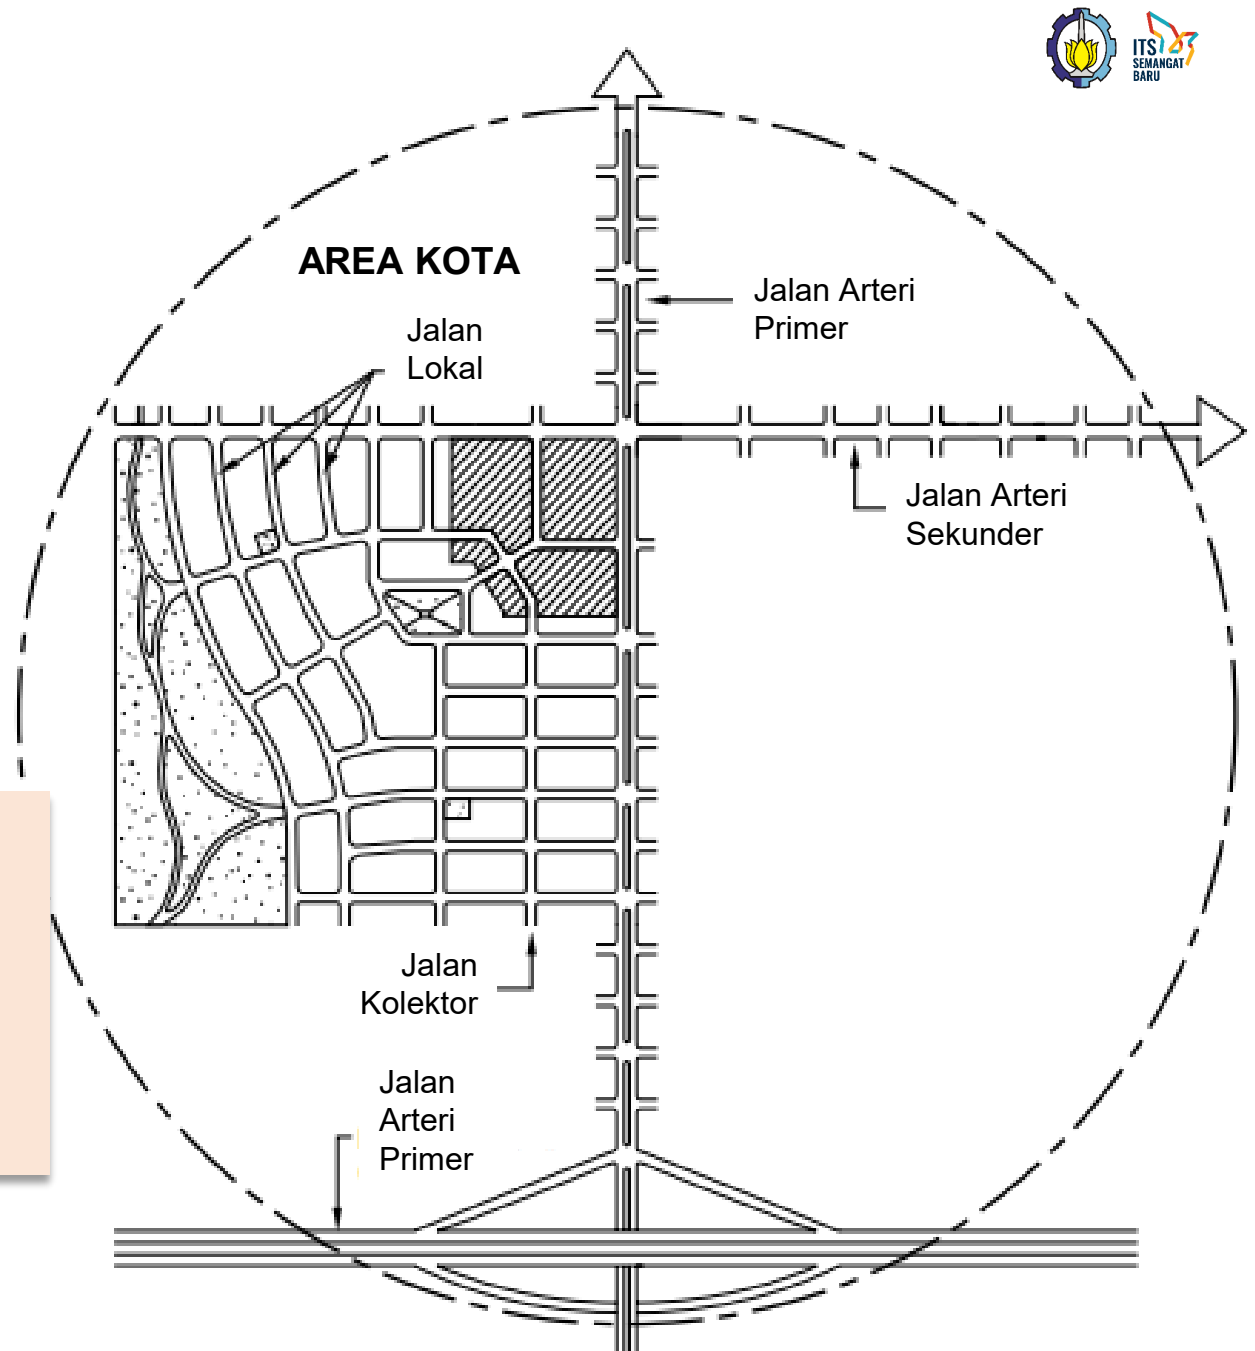 ITS
SEMANGAT
BARU
AREA KOTA
Jalan Arteri
Primer
Jalan
Lokal
Jalan Arteri
Sekunder
Jalan
Kolektor
Jalan
Arteri
Primer